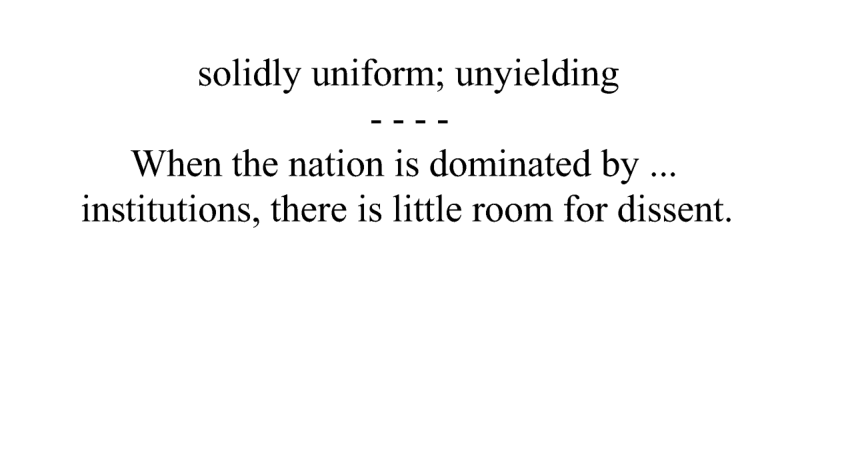 solidly uniform; unyielding
- - - -
When the nation is dominated by ...
institutions, there is little room for dissent.